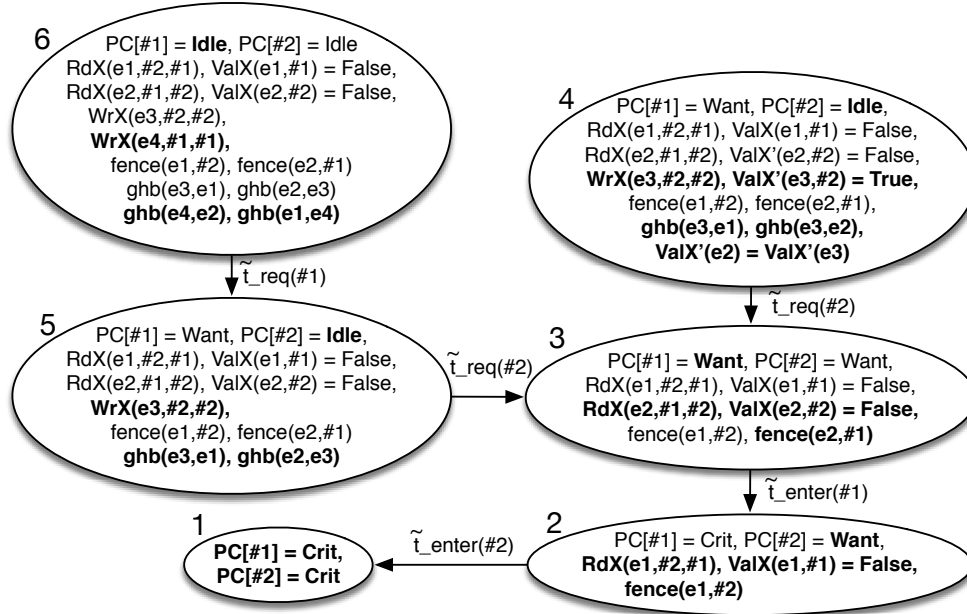 6
PC[#1] = Idle, PC[#2] = Idle
RdX(e1,#2,#1), ValX(e1,#1) = False,
RdX(e2,#1,#2), ValX(e2,#2) = False,
WrX(e3,#2,#2),
WrX(e4,#1,#1),
fence(e1,#2), fence(e2,#1)
ghb(e3,e1), ghb(e2,e3)
ghb(e4,e2), ghb(e1,e4)
4
PC[#1] = Want, PC[#2] = Idle,
RdX(e1,#2,#1), ValX(e1,#1) = False,
RdX(e2,#1,#2), ValX'(e2,#2) = False,
WrX(e3,#2,#2), ValX'(e3,#2) = True,
fence(e1,#2), fence(e2,#1),
ghb(e3,e1), ghb(e3,e2),
ValX'(e2) = ValX'(e3)
t̃_req(#1)
t̃_req(#2)
5
PC[#1] = Want, PC[#2] = Idle,
RdX(e1,#2,#1), ValX(e1,#1) = False,
RdX(e2,#1,#2), ValX(e2,#2) = False,
WrX(e3,#2,#2),
fence(e1,#2), fence(e2,#1)
ghb(e3,e1), ghb(e2,e3)
t̃_req(#2)
3
PC[#1] = Want, PC[#2] = Want,
RdX(e1,#2,#1), ValX(e1,#1) = False,
RdX(e2,#1,#2), ValX(e2,#2) = False,
fence(e1,#2), fence(e2,#1)
t̃_enter(#1)
1
PC[#1] = Crit,
PC[#2] = Crit
t̃_enter(#2)
2
PC[#1] = Crit, PC[#2] = Want,
RdX(e1,#2,#1), ValX(e1,#1) = False,
fence(e1,#2)